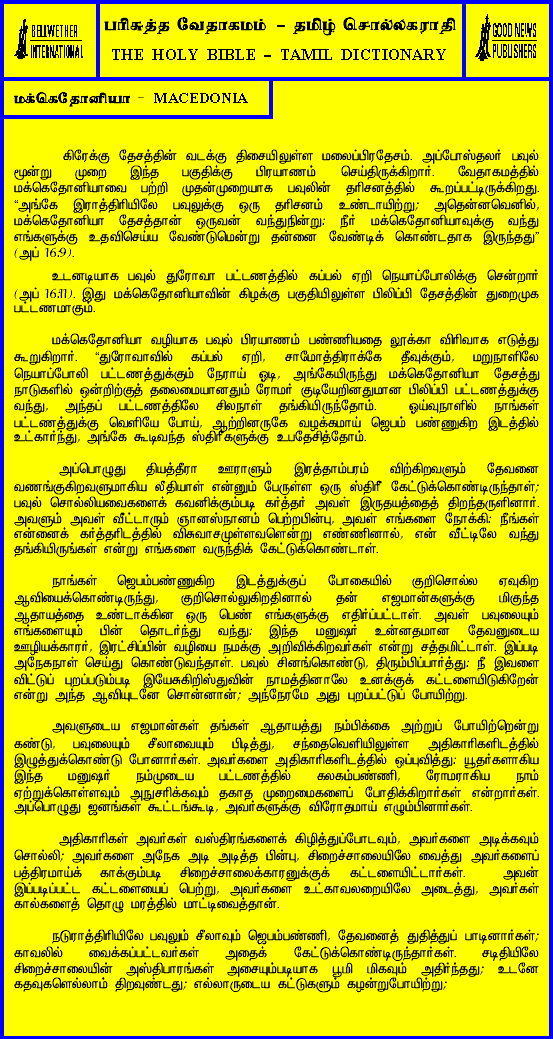 BELLWETHER
INTERNATIONAL
பரிசுத்த வேதாகமம் – தமிழ் சொல்லகராதி
THE HOLY BIBLE – TAMIL DICTIONARY
GOOD NEWS
PUBLISHERS
மக்கெதோனியா – MACEDONIA
கிரேக்கு தேசத்தின் வடக்கு திசையிலுள்ள மலைப்பிரதேசம். அப்போஸ்தலர் பவுல்
மூன்று முறை இந்த பகுதிக்கு பிரயாணம் செய்திருக்கிறார். வேதாகமத்தில்
மக்கெதோனியாவை பற்றி முதன்முறையாக பவுலின் தரிசனத்தில் கூறப்பட்டிருக்கிறது.
“அங்கே இராத்திரியிலே பவுலுக்கு ஒரு தரிசனம் உண்டாயிற்று; அதென்னவெனில்,
மக்கெதோனியா தேசத்தான் ஒருவன் வந்துநின்று: நீர் மக்கெதோனியாவுக்கு வந்து
எங்களுக்கு உதவிசெய்ய வேண்டுமென்று தன்னை வேண்டிக் கொண்டதாக இருந்தது”
(அப் 16:9).
உடனடியாக பவுல் துரோவா பட்டணத்தில் கப்பல் ஏறி நெயாப்போலிக்கு சென்றார்
(அப் 16:11). இது மக்கெதோனியாவின் கிழக்கு பகுதியிலுள்ள பிலிப்பி தேசத்தின் துறைமுக
பட்டணமாகும்.
மக்கெதோனியா வழியாக பவுல் பிரயாணம் பண்ணியதை லூக்கா விரிவாக எடுத்து
கூறுகிறார். “துரோவாவில் கப்பல் ஏறி, சாமோத்திராக்கே தீவுக்கும், மறுநாளிலே
நெயாப்போலி பட்டணத்துக்கும் நேராய் ஓடி, அங்கேயிருந்து மக்கெதோனியா தேசத்து
நாடுகளில் ஒன்றிற்குத் தலைமையானதும் ரோமர் குடியேறினதுமான பிலிப்பி பட்டணத்துக்கு
வந்து, அந்தப் பட்டணத்திலே சிலநாள் தங்கியிருந்தோம். ஓய்வுநாளில் நாங்கள்
பட்டணத்துக்கு வெளியே போய், ஆற்றினருகே வழக்கமாய் ஜெபம் பண்ணுகிற இடத்தில்
உட்கார்ந்து, அங்கே கூடிவந்த ஸ்திரீகளுக்கு உபதேசித்தோம்.
அப்பொழுது தியத்தீரா ஊராளும் இரத்தாம்பரம் விற்கிறவளும் தேவனை
வணங்குகிறவளுமாகிய லீதியாள் என்னும் பேருள்ள ஒரு ஸ்திரீ கேட்டுக்கொண்டிருந்தாள்;
பவுல் சொல்லியவைகளைக் கவனிக்கும்படி கர்த்தர் அவள் இருதயத்தைத் திறந்தருளினார்.
அவளும் அவள் வீட்டாரும் ஞானஸ்நானம் பெற்றபின்பு, அவள் எங்களை நோக்கி: நீங்கள்
என்னைக் கர்த்தரிடத்தில் விசுவாசமுள்ளவளென்று எண்ணினால், என் வீட்டிலே வந்து
தங்கியிருங்கள் என்று எங்களை வருந்திக் கேட்டுக்கொண்டாள்.
நாங்கள் ஜெபம்பண்ணுகிற இடத்துக்குப் போகையில் குறிசொல்ல ஏவுகிற
ஆவியைக்கொண்டிருந்து, குறிசொல்லுகிறதினால் தன் எஜமான்களுக்கு மிகுந்த
ஆதாயத்தை உண்டாக்கின ஒரு பெண் எங்களுக்கு எதிர்ப்பட்டாள். அவள் பவுலையும்
எங்களையும் பின் தொடர்ந்து வந்து: இந்த மனுஷர் உன்னதமான தேவனுடைய
ஊழியக்காரர், இரட்சிப்பின் வழியை நமக்கு அறிவிக்கிறவர்கள் என்று சத்தமிட்டாள். இப்படி
அநேகநாள் செய்து கொண்டுவந்தாள். பவுல் சினங்கொண்டு, திரும்பிப்பார்த்து: நீ இவளை
விட்டுப் புறப்படும்படி இயேசுகிறிஸ்துவின் நாமத்தினாலே உனக்குக் கட்டளையிடுகிறேன்
என்று அந்த ஆவியுடனே சொன்னான்; அந்நேரமே அது புறப்பட்டுப் போயிற்று.
அவளுடைய எஜமான்கள் தங்கள் ஆதாயத்து நம்பிக்கை அற்றுப் போயிற்றென்று
கண்டு, பவுலையும் சீலாவையும் பிடித்து, சந்தைவெளியிலுள்ள அதிகாரிகளிடத்தில்
இழுத்துக்கொண்டு போனார்கள். அவர்களை அதிகாரிகளிடத்தில் ஒப்புவித்து: யூதர்களாகிய
இந்த மனுஷர் நம்முடைய பட்டணத்தில் கலகம்பண்ணி, ரோமராகிய நாம்
ஏற்றுக்கொள்ளவும் அநுசரிக்கவும் தகாத முறைமைகளைப் போதிக்கிறார்கள் என்றார்கள்.
அப்பொழுது ஜனங்கள் கூட்டங்கூடி, அவர்களுக்கு விரோதமாய் எழும்பினார்கள்.
அதிகாரிகள் அவர்கள் வஸ்திரங்களைக் கிழித்துப்போடவும், அவர்களை அடிக்கவும்
சொல்லி; அவர்களை அநேக அடி அடித்த பின்பு, சிறைச்சாலையிலே வைத்து அவர்களைப்
பத்திரமாய்க் காக்கும்படி சிறைச்சாலைக்காரனுக்குக் கட்டளையிட்டார்கள். அவன்
இப்படிப்பட்ட கட்டளையைப் பெற்று, அவர்களை உட்காவலறையிலே அடைத்து, அவர்கள்
கால்களைத் தொழு மரத்தில் மாட்டிவைத்தான்.
நடுராத்திரியிலே பவுலும் சீலாவும் ஜெபம்பண்ணி, தேவனைத் துதித்துப் பாடினார்கள்;
காவலில் வைக்கப்பட்டவர்கள் அதைக் கேட்டுக்கொண்டிருந்தார்கள். சடிதியிலே
சிறைச்சாலையின் அஸ்திபாரங்கள் அசையும்படியாக பூமி மிகவும் அதிர்ந்தது; உடனே
கதவுகளெல்லாம் திறவுண்டது; எல்லாருடைய கட்டுகளும் கழன்றுபோயிற்று;